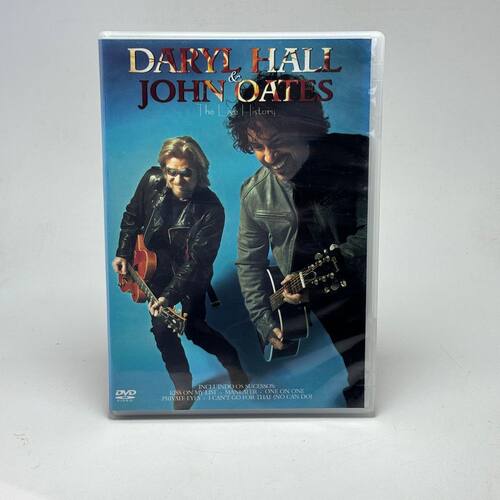 DARYL HALL
&
JOHN OATES
The Live History
INCLUINDO OS SUCESSOS:
KISS ON MY LIST - MANEATER - ONE ON ONE
PRIVATE EYES - I CAN'T GO FOR THAT (NO CAN DO)
DVD
VIDEO